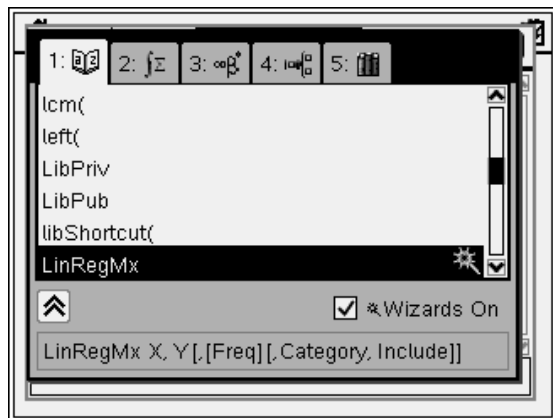 1: 2: ∫Σ 3: ∞β° 4: 5:
lcm(
left(
LibPriv
LibPub
libShortcut(
LinRegMx
Wizards On
LinRegMx X, Y[,[Freq][,Category, Include]]